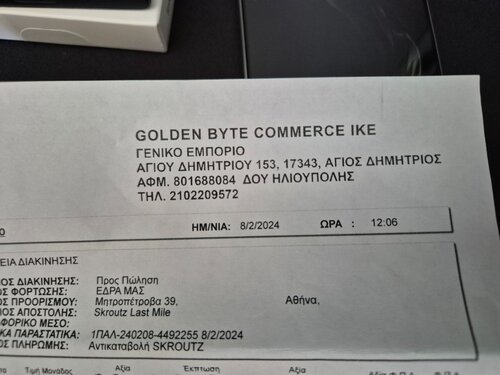 GOLDEN BYTE COMMERCE IKE
ΓΕΝΙΚΟ ΕΜΠΟΡΙΟ
ΑΓΙΟΥ ΔΗΜΗΤΡΙΟΥ 153, 17343, ΑΓΙΟΣ ΔΗΜΗΤΡΙΟΣ
ΑΦΜ. 801688084 ΔΟΥ ΗΛΙΟΥΠΟΛΗΣ
ΤΗΛ. 2102209572
ΗΜ/ΝΙΑ: 8/2/2024 ΩΡΑ : 12:06
ΕΙΑ ΔΙΑΚΙΝΗΣΗΣ
ΟΣ ΔΙΑΚΙΝΗΣΗΣ: Προς Πώληση
ΟΣ ΦΟΡΤΩΣΗΣ: ΕΔΡΑ ΜΑΣ
ΟΣ ΠΡΟΟΡΙΣΜΟΥ: Μητροπέτροβα 39, Αθήνα,
ΟΣ ΑΠΟΣΤΟΛΗΣ: Skroutz Last Mile
ΦΟΡΙΚΟ ΜΕΣΟ:
ΚΑ ΠΑΡΑΣΤΑΤΙΚΑ: 1ΠΑΛ-240208-4492255 8/2/2024
ΟΣ ΠΛΗΡΩΜΗΣ: Αντικαταβολή SKROUTZ
Τιμή Μονάδος Αξία Έκπτωση Αξία